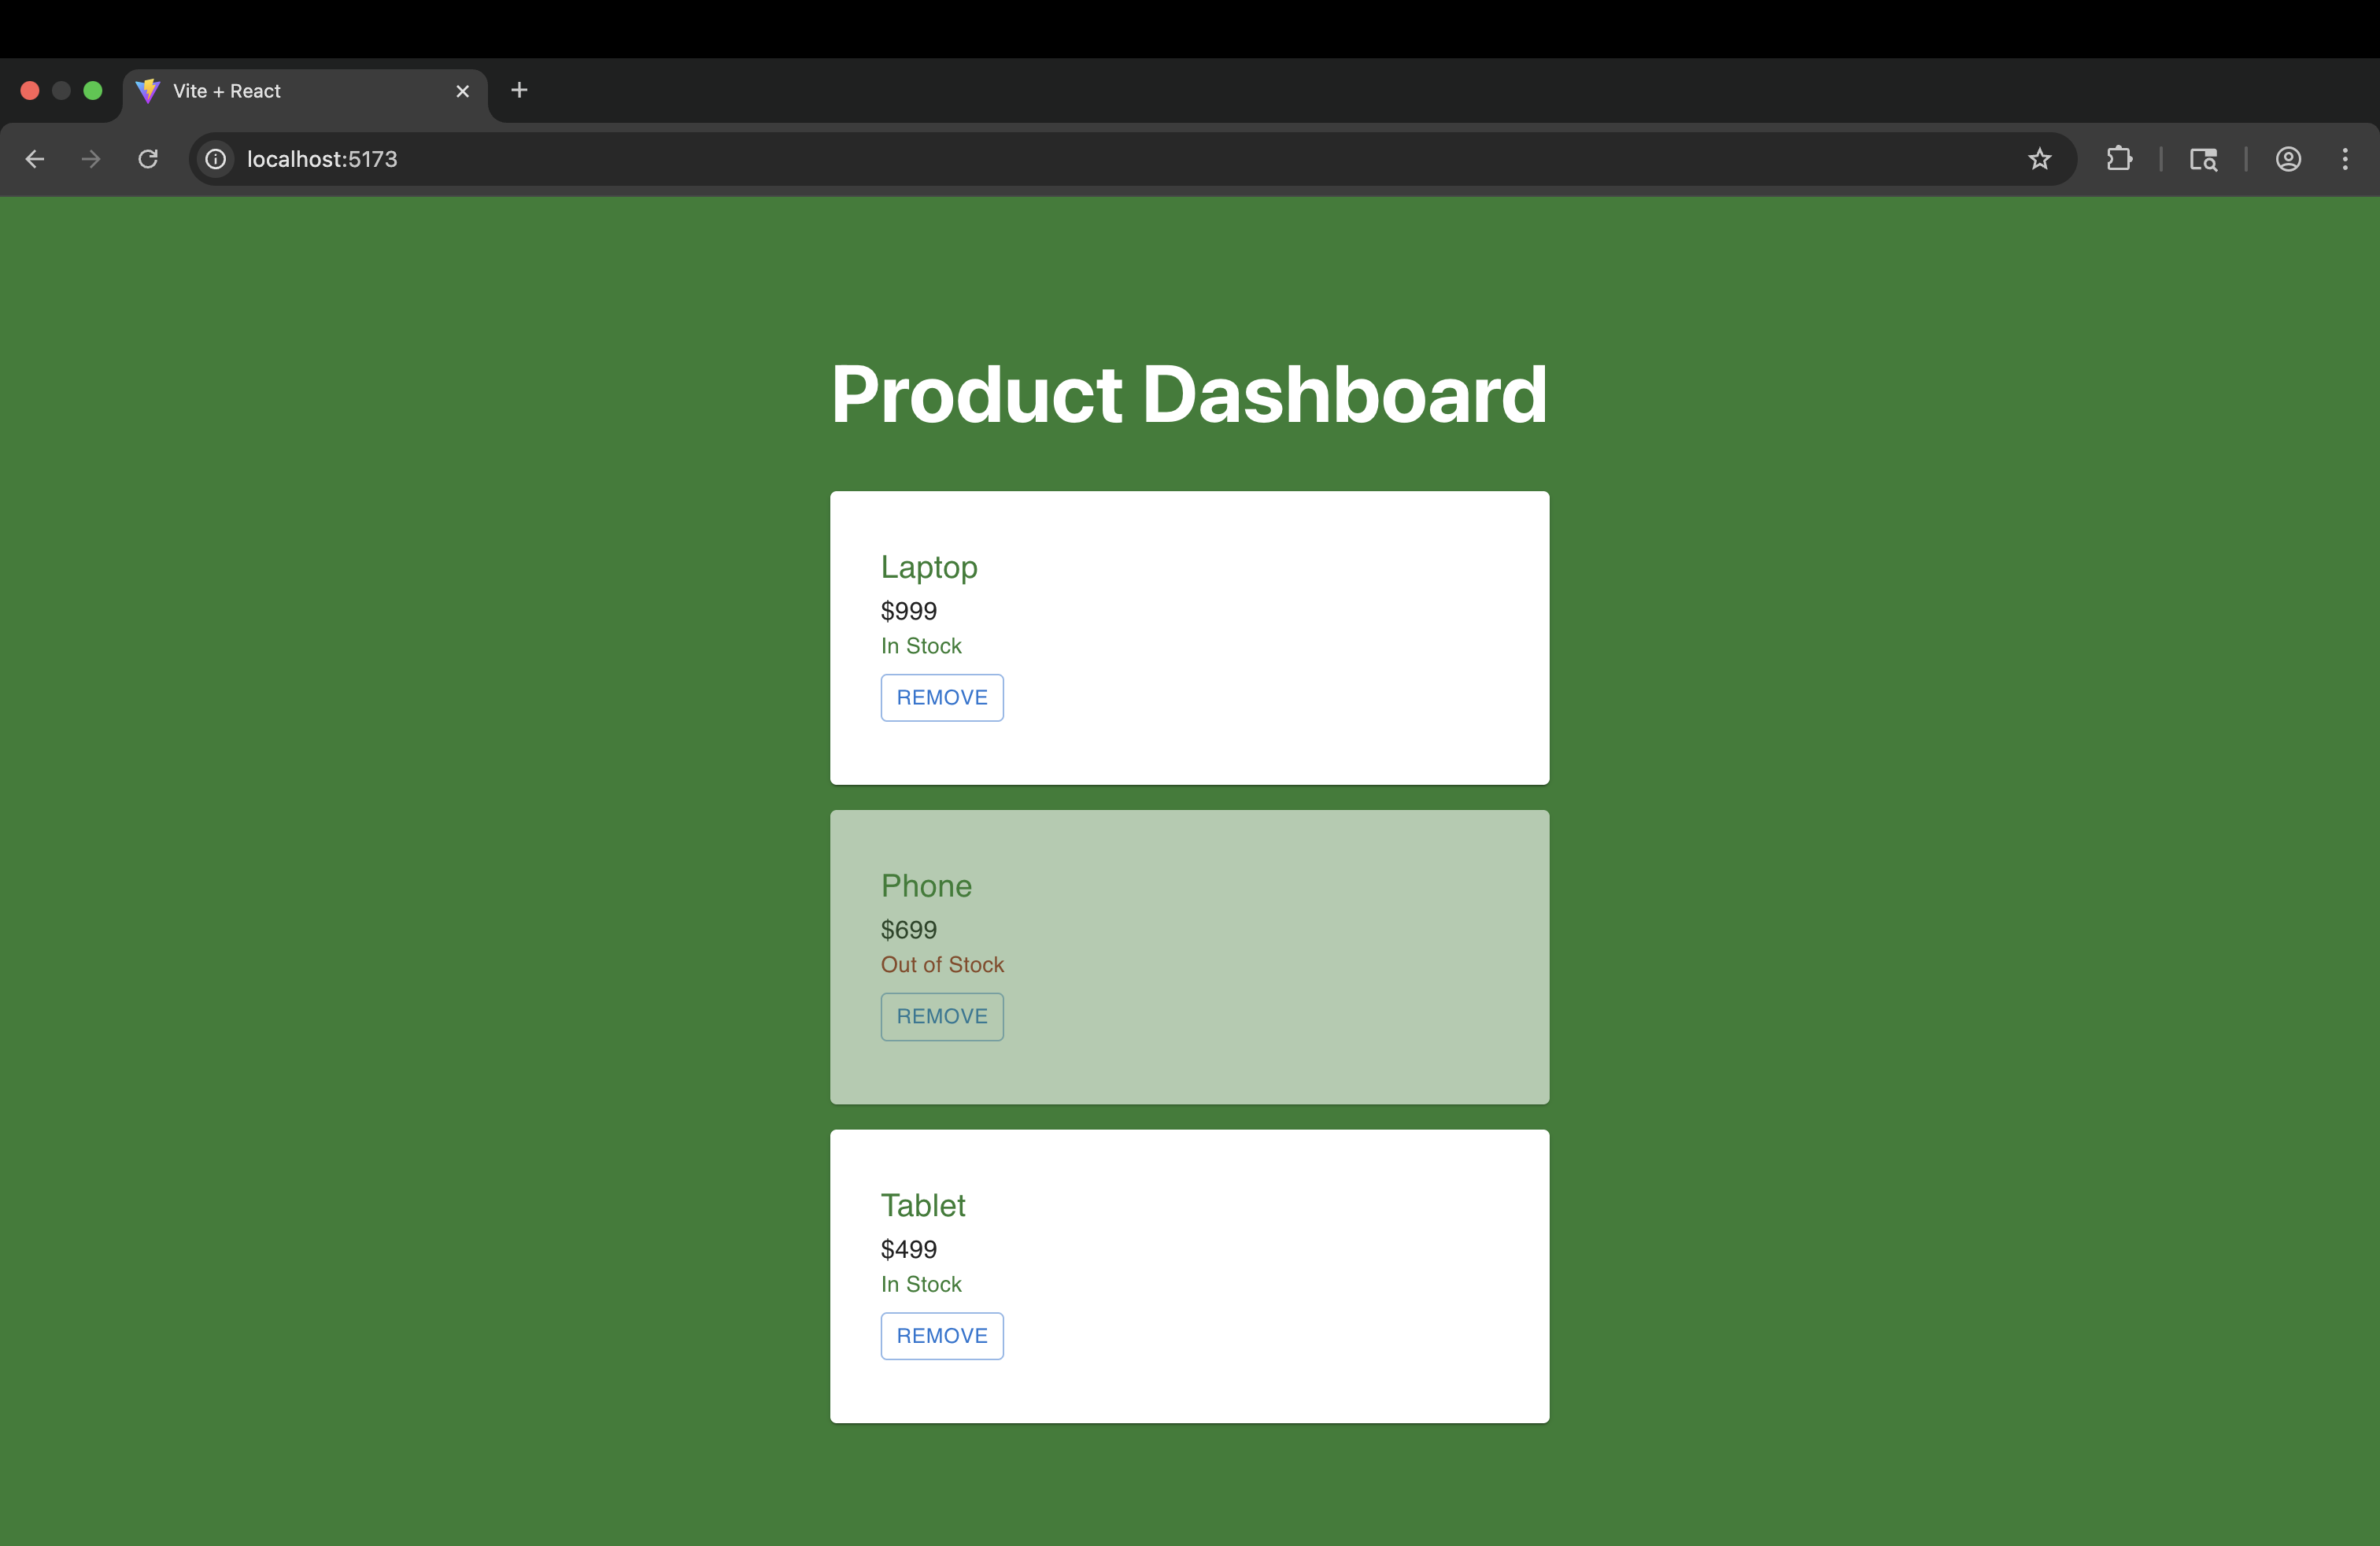 Vite + React
localhost:5173
Product Dashboard
Laptop
$999
In Stock
REMOVE
Phone
$699
Out of Stock
REMOVE
Tablet
$499
In Stock
REMOVE